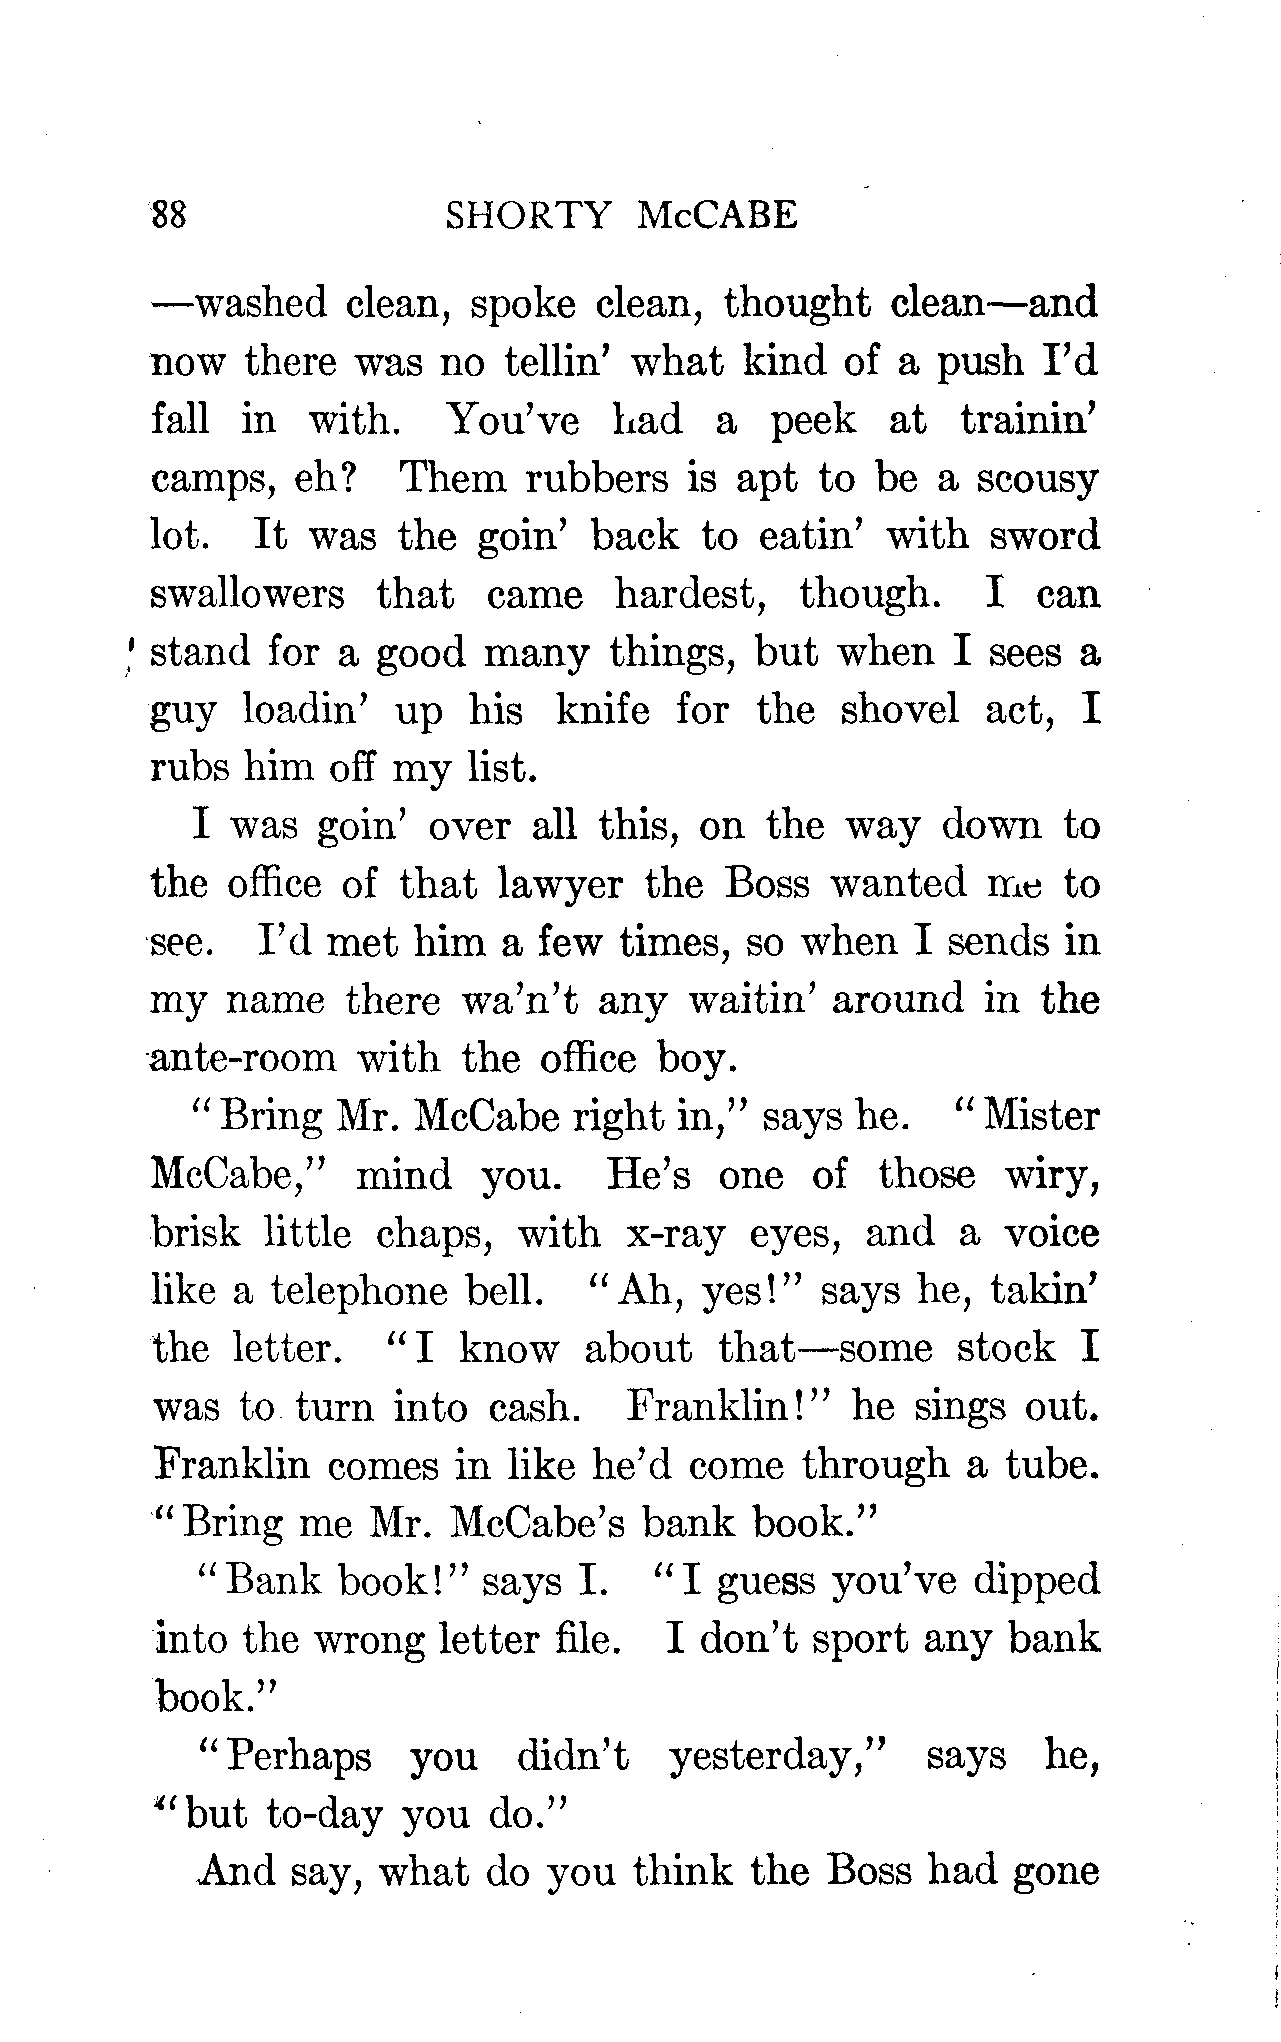 88 SHORTY McCABE
—washed clean, spoke clean, thought clean—and
now there was no tellin' what kind of a push I'd
fall in with. You've had a peek at trainin'
camps, eh? Them rubbers is apt to be a scousy
lot. It was the goin' back to eatin' with sword
swallowers that came hardest, though. I can
stand for a good many things, but when I sees a
guy loadin' up his knife for the shovel act, I
rubs him off my list.
I was goin' over all this, on the way down to
the office of that lawyer the Boss wanted me to
see. I'd met him a few times, so when I sends in
my name there wa'n't any waitin' around in the
ante-room with the office boy.
"Bring Mr. McCabe right in," says he. "Mister
McCabe," mind you. He's one of those wiry,
brisk little chaps, with x-ray eyes, and a voice
like a telephone bell. "Ah, yes!" says he, takin'
the letter. "I know about that—some stock I
was to turn into cash. Franklin!" he sings out.
Franklin comes in like he'd come through a tube.
"Bring me Mr. McCabe's bank book."
"Bank book!" says I. "I guess you've dipped
into the wrong letter file. I don't sport any bank
book."
"Perhaps you didn't yesterday," says he,
"but to-day you do."
And say, what do you think the Boss had gone